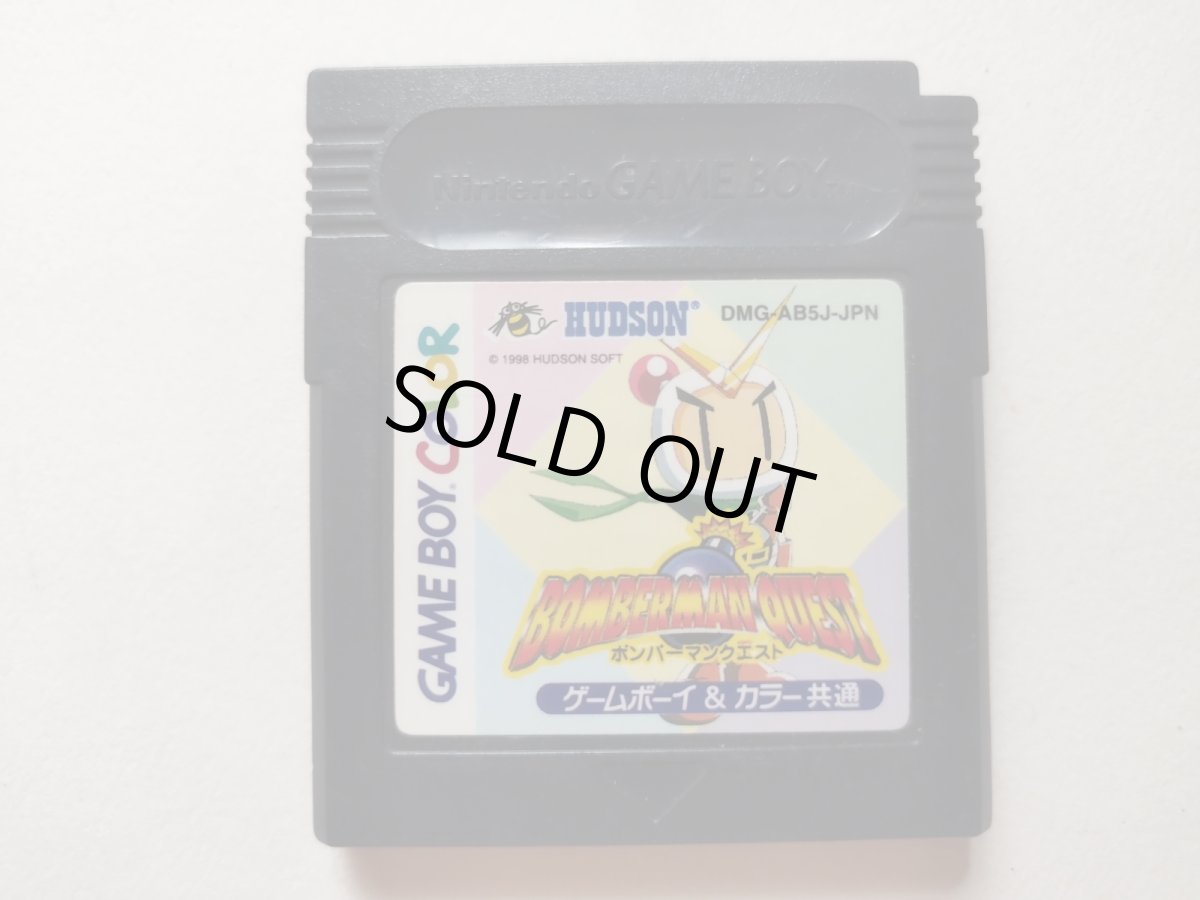 Nintendo GAME BOY TM
HUDSON®
DMG-AB5J-JPN
© 1998 HUDSON SOFT
GAME BOY COLOR
SOLD OUT
BOMBERMAN QUEST
ボンバーマンクエスト
ゲームボーイ & カラー共通